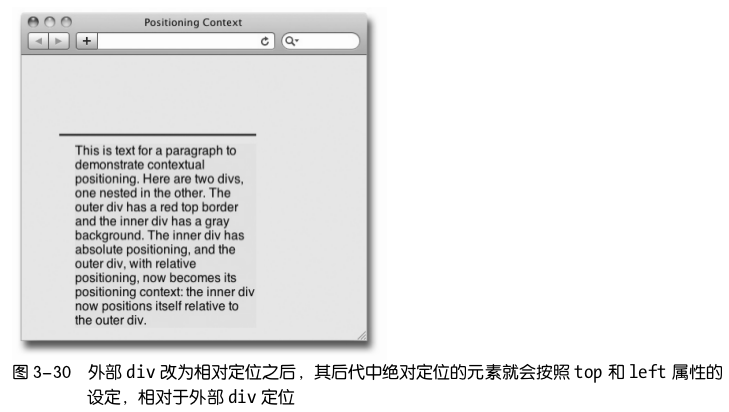 Positioning Context
This is text for a paragraph to
demonstrate contextual
positioning. Here are two divs,
one nested in the other. The
outer div has a red top border
and the inner div has a gray
background. The inner div has
absolute positioning, and the
outer div, with relative
positioning, now becomes its
positioning context: the inner div
now positions itself relative to
the outer div.
图 3-30 外部 div 改为相对定位之后，其后代中绝对定位的元素就会按照 top 和 left 属性的
设定，相对于外部 div 定位